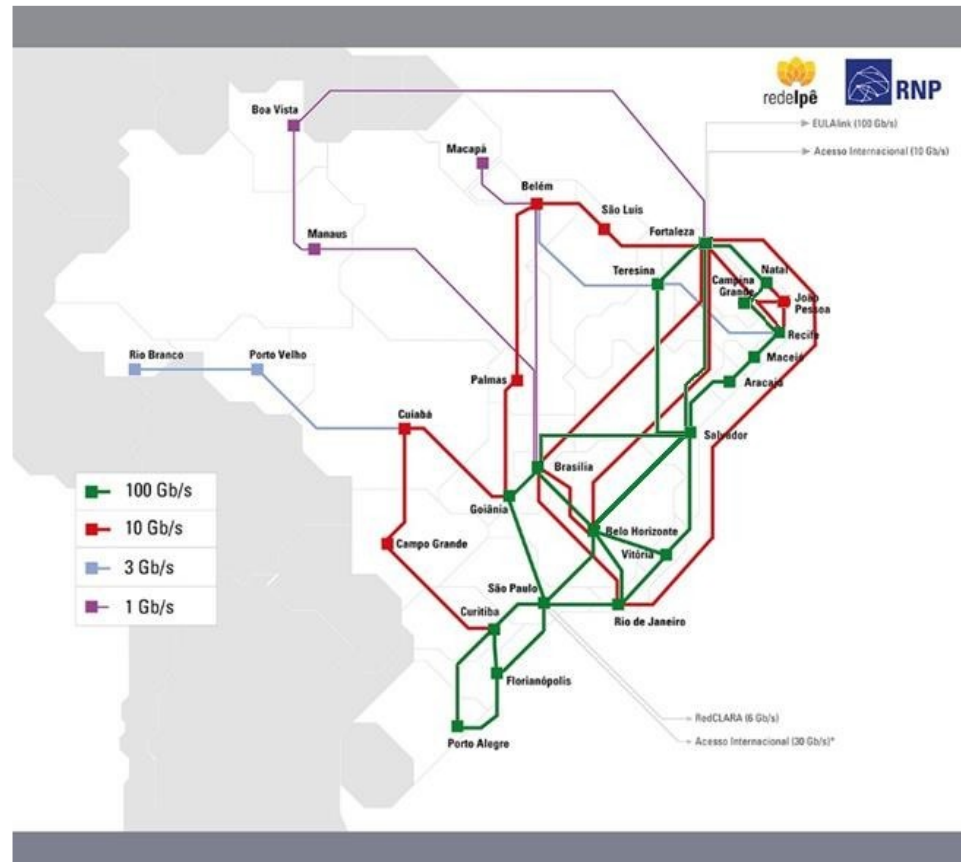 redeIpê
RNP
EULAlink (100 Gb/s)
Acesso Internacional (10 Gb/s)
Boa Vista
Macapá
Belém
São Luis
Manaus
Fortaleza
Teresina
Campina
Grande
Natal
João
Pessoa
Recife
Rio Branco
Porto Velho
Maceió
Palmas
Aracajú
Cuiabá
Salvador
Brasília
100 Gb/s
Goiânia
10 Gb/s
Belo Horizonte
Campo Grande
Vitória
3 Gb/s
São Paulo
1 Gb/s
Curitiba
Rio de Janeiro
Florianópolis
RedCLARA (6 Gb/s)
Acesso Internacional (30 Gb/s)*
Porto Alegre